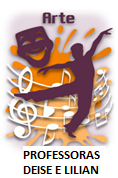 Arte
PROFESSORAS
DEISE E LILIAN